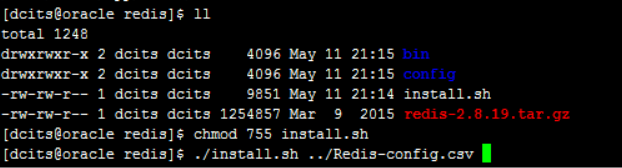 [dcits@oracle redis]$ ll
total 1248
drwxrwxr-x 2 dcits dcits    4096 May 11 21:15 bin
drwxrwxr-x 2 dcits dcits    4096 May 11 21:15 config
-rw-rw-r-- 1 dcits dcits    9851 May 11 21:14 install.sh
-rw-rw-r-- 1 dcits dcits 1254857 Mar  9  2015 redis-2.8.19.tar.gz
[dcits@oracle redis]$ chmod 755 install.sh
[dcits@oracle redis]$ ./install.sh ../Redis-config.csv